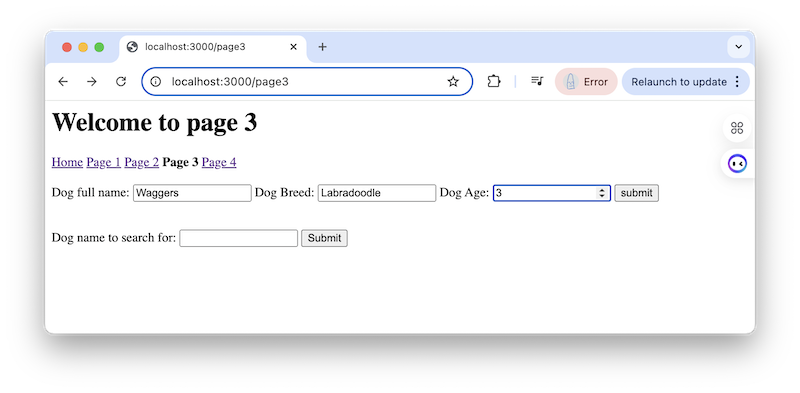 localhost:3000/page3
localhost:3000/page3 Error Relaunch to update
Welcome to page 3
Home Page 1 Page 2 Page 3 Page 4
Dog full name: Waggers Dog Breed: Labradoodle Dog Age: 3 submit
Dog name to search for: Submit